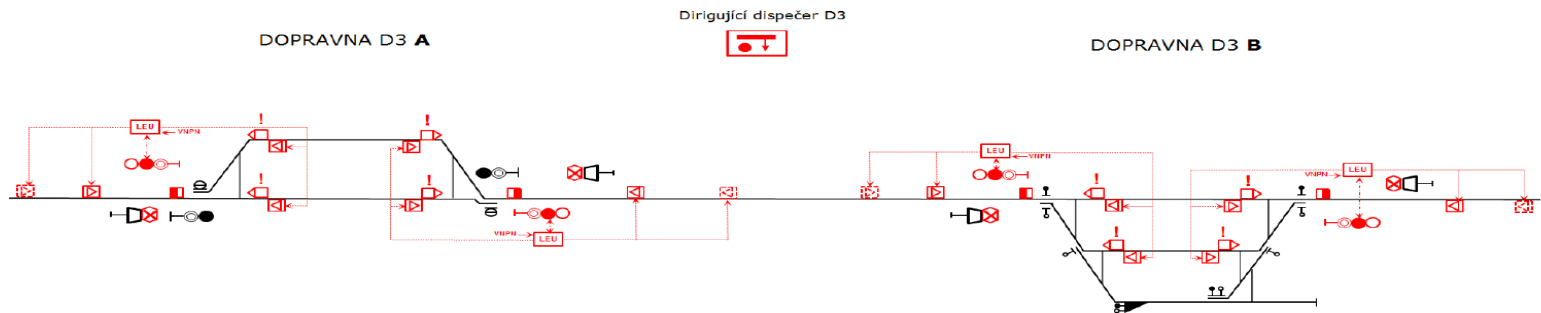 Dirigující dispečer D3
DOPRAVNA D3 A
DOPRAVNA D3 B
LEU
VNPN
!
!
!
!
VNPN
LEU
LEU
VNPN
VNPN
LEU
!
!
!
!